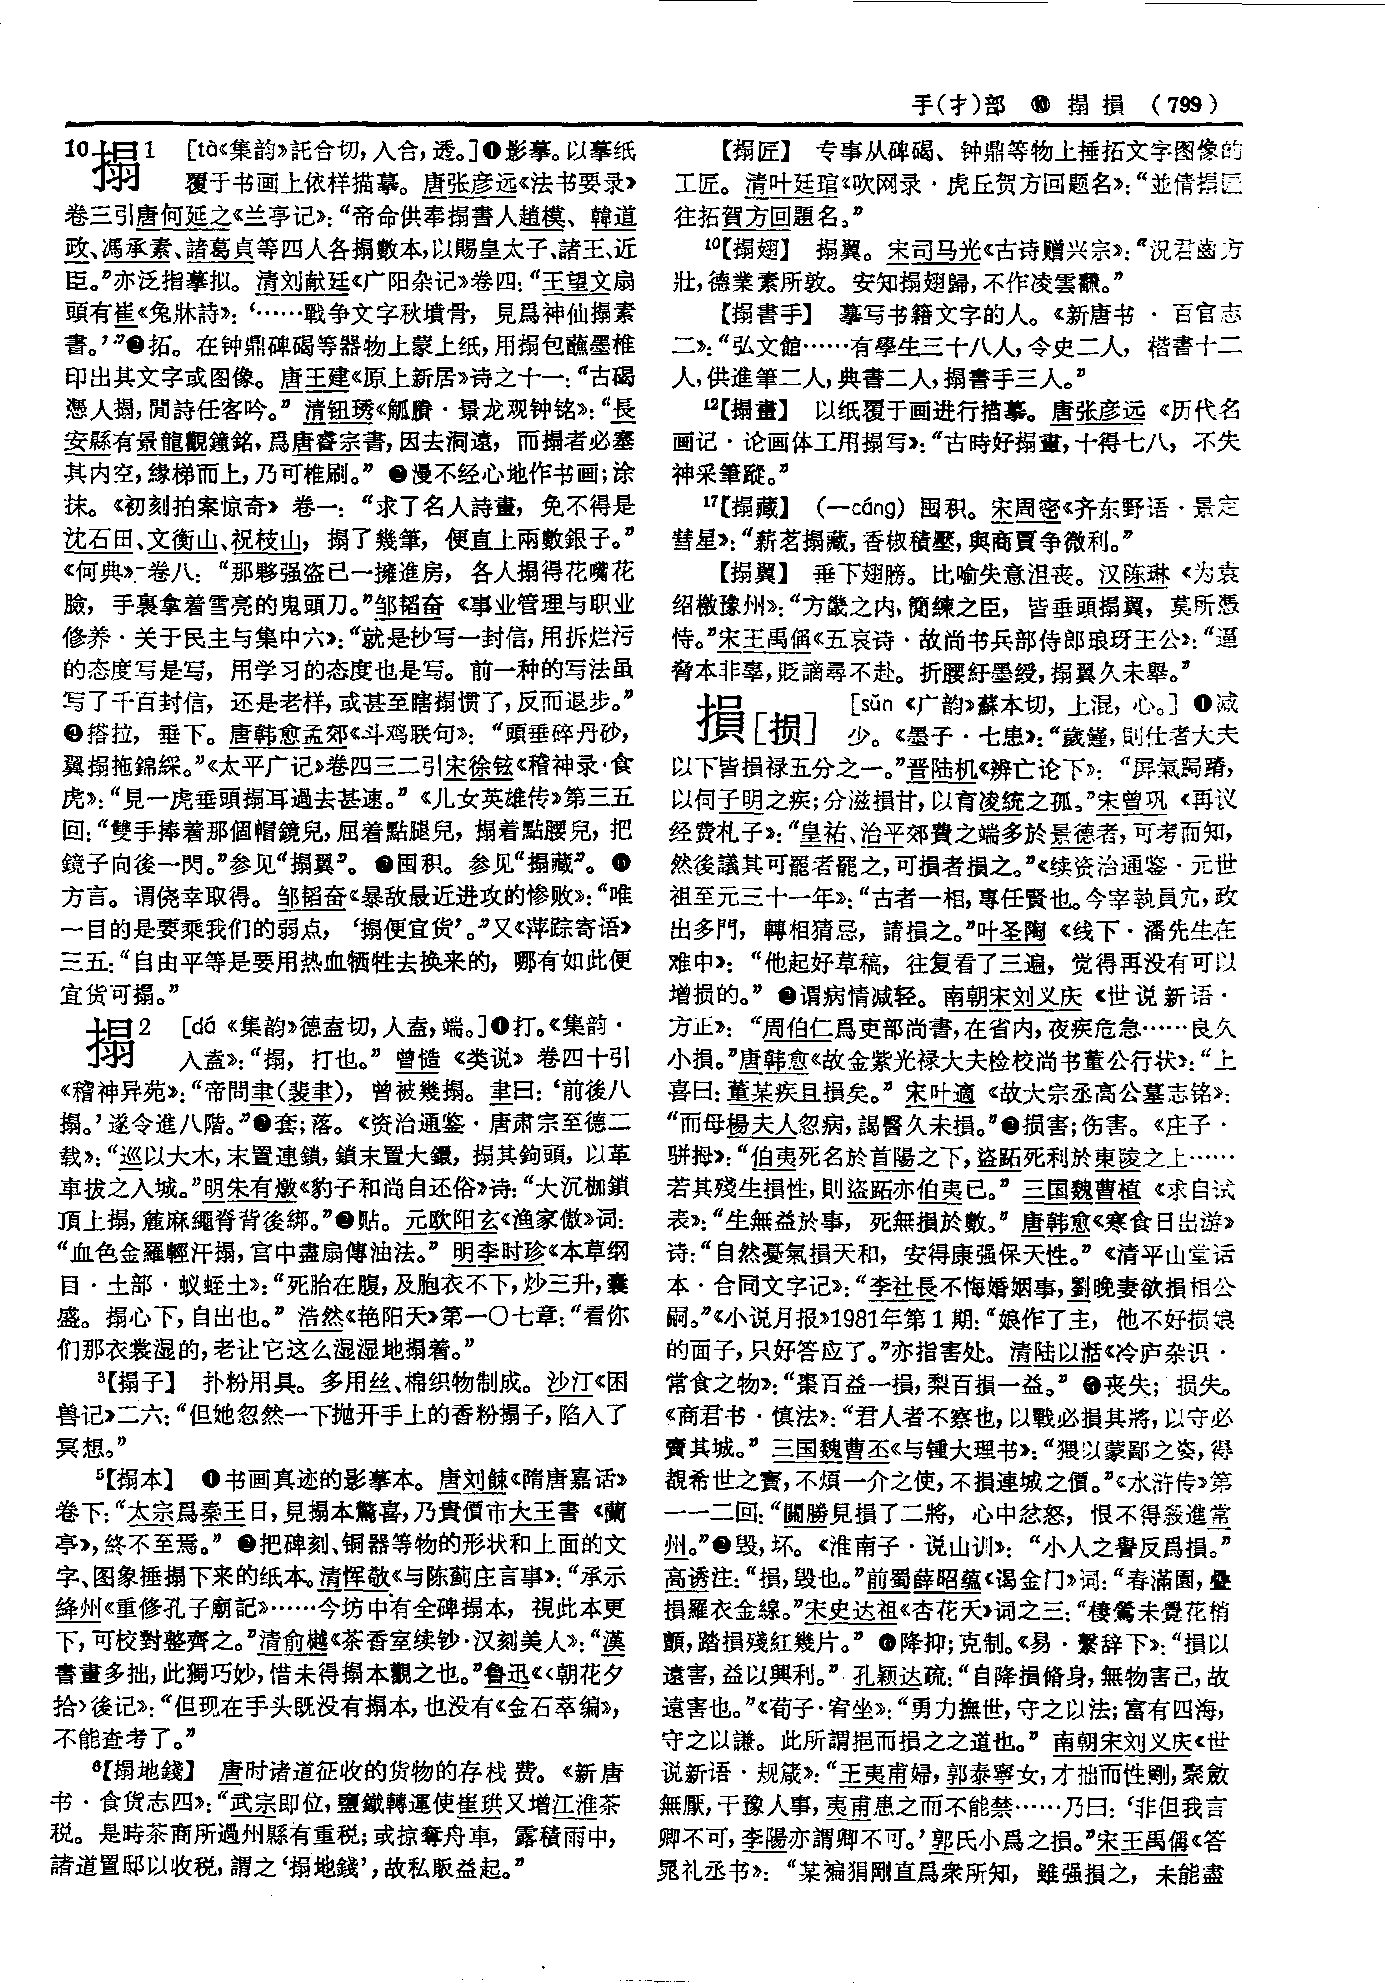 手(扌)部 ⑩ 搨損 (799)
10搨1 [tà《集韵》託合切,入合,透。]❶影摹。以摹纸
覆于书画上依样描摹。唐张彦远《法书要录》
卷三引唐何延之《兰亭记》:“帝命供奉搨書人趙模、韓道
政、馮承素、諸葛貞等四人各搨數本,以賜皇太子、諸王、近
臣。”亦泛指摹拟。清刘献廷《广阳杂记》卷四:“王望文扇
頭有崔《兔牀詩》:‘……戰争文字秋墳骨,見爲神仙搨素
書。’”❷拓。在钟鼎碑碣等器物上蒙上纸,用搨包蘸墨椎
印出其文字或图像。唐王建《原上新居》诗之十一:“古碣
憑人搨,閒詩任客吟。”清钮琇《觚賸·景龙观钟铭》:“長
安縣有景龍觀鐘銘,爲唐睿宗書,因去洞遠,而搨者必塞
其内空,緣梯而上,乃可椎刷。”❸漫不经心地作书画;涂
抹。《初刻拍案惊奇》卷一:“求了名人詩畫,免不得是
沈石田、文衡山、祝枝山,搨了幾筆,便直上兩數銀子。”
《何典》卷八:“那夥强盗已一擁進房,各人搨得花嘴花
臉,手裏拿着雪亮的鬼頭刀。”邹韬奋《事业管理与职业
修养·关于民主与集中六》:“就是抄写一封信,用拆烂污
的态度写是写,用学习的态度也是写。前一种的写法虽
写了千百封信,还是老样,或甚至瞎搨惯了,反而退步。”
❹搭拉,垂下。唐韩愈孟郊《斗鸡联句》:“頭垂碎丹砂,
翼搨拖錦綵。”《太平广记》卷四三二引宋徐铉《稽神录·食
虎》:“見一虎垂頭搨耳過去甚速。”《儿女英雄传》第三五
回:“雙手捧着那個帽鏡兒,屈着點腿兒,搨着點腰兒,把
鏡子向後一閃。”参见“搨翼”。❺囤积。参见“搨藏”。❻
方言。谓侥幸取得。邹韬奋《暴敌最近进攻的惨败》:“唯
一目的是要乘我们的弱点,‘搨便宜货’。”又《萍踪寄语》
三五:“自由平等是要用热血牺牲去换来的,哪有如此便
宜货可搨。”
搨2 [dá《集韵》德盍切,入盍,端。]❶打。《集韵·
入盍》:“搨,打也。”曾慥《类说》卷四十引
《稽神异苑》:“帝問聿(裴聿),曾被幾搨。聿曰:‘前後八
搨。’遂令進八階。”❷套;落。《资治通鉴·唐肃宗至德二
载》:“巡以大木,末置連鎖,鎖末置大鐶,搨其鉤頭,以革
車拔之入城。”明朱有燉《豹子和尚自还俗》诗:“大沉枷鎖
頂上搨,麄麻繩脊背後綁。”❸贴。元欧阳玄《渔家傲》词:
“血色金羅輕汗搨,宫中畫扇傳油法。”明李时珍《本草纲
目·土部·蚁蛭土》:“死胎在腹,及胞衣不下,炒三升,囊
盛。搨心下,自出也。”浩然《艳阳天》第一〇七章:“看你
们那衣裳湿的,老让它这么湿湿地搨着。”
3【搨子】 扑粉用具。多用丝、棉织物制成。沙汀《困
兽记》二六:“但她忽然一下抛开手上的香粉搨子,陷入了
冥想。”
5【搨本】 ❶书画真迹的影摹本。唐刘餗《隋唐嘉话》
卷下:“太宗爲秦王日,見搨本驚喜,乃貴價市大王書《蘭
亭》,終不至焉。”❷把碑刻、铜器等物的形状和上面的文
字、图象捶搨下来的纸本。清恽敬《与陈蓟庄言事》:“承示
绛州《重修孔子廟記》……今坊中有全碑搨本,視此本更
下,可校對整齊之。”清俞樾《茶香室续钞·汉刻美人》:“漢
書畫多拙,此獨巧妙,惜未得搨本觀之也。”鲁迅《〈朝花夕
拾〉後记》:“但现在手头既没有搨本,也没有《金石萃编》,
不能查考了。”
6【搨地錢】 唐时诸道征收的货物的存栈费。《新唐
书·食货志四》:“武宗即位,鹽鐵轉運使崔珙又增江淮茶
税。是時茶商所過州縣有重税;或掠奪舟車,露積雨中,
諸道置邸以收税,謂之‘搨地錢’,故私販益起。”
【搨匠】 专事从碑碣、钟鼎等物上捶拓文字图像的
工匠。清叶廷琯《吹网录·虎丘贺方回题名》:“並倩搨匠
往拓賀方回題名。”
10【搨翅】 搨翼。宋司马光《古诗赠兴宗》:“況君齒方
壯,德業素所敦。安知搨翅歸,不作凌雲飜。”
【搨書手】 摹写书籍文字的人。《新唐书·百官志
二》:“弘文館……有學生三十八人,令史二人,楷書十二
人,供進筆二人,典書二人,搨書手三人。”
12【搨畫】 以纸覆于画进行描摹。唐张彦远《历代名
画记·论画体工用搨写》:“古時好搨畫,十得七八,不失
神采筆蹤。”
17【搨藏】 (—cáng) 囤积。宋周密《齐东野语·景定
彗星》:“薪茗搨藏,香椒積壓,與商賈争微利。”
【搨翼】 垂下翅膀。比喻失意沮丧。汉陈琳《为袁
绍檄豫州》:“方畿之内,簡練之臣,皆垂頭搨翼,莫所憑
恃。”宋王禹偁《五哀诗·故尚书兵部侍郎琅玡王公》:“逼
脅本非辜,貶謫尋不赴。折腰紆墨綬,搨翼久未舉。”
損[损] [sǔn《广韵》蘇本切,上混,心。]❶减
少。《墨子·七患》:“歲饉,則仕者大夫
以下皆損禄五分之一。”晋陆机《辨亡论下》:“屏氣跼蹐,
以伺子明之疾;分滋損甘,以育凌统之孤。”宋曾巩《再议
经费札子》:“皇祐、治平郊費之端多於景德者,可考而知,
然後議其可罷者罷之,可損者損之。”《续资治通鉴·元世
祖至元三十一年》:“古者一相,專任賢也。今宰執員亢,政
出多門,轉相猜忌,請損之。”叶圣陶《线下·潘先生在
难中》:“他起好草稿,往复看了三遍,觉得再没有可以
增损的。”❷谓病情减轻。南朝宋刘义庆《世说新语·
方正》:“周伯仁爲吏部尚書,在省内,夜疾危急……良久
小損。”唐韩愈《故金紫光禄大夫检校尚书董公行状》:“上
喜曰:董某疾且損矣。”宋叶適《故大宗丞高公墓志铭》:
“而母楊夫人忽病,謁醫久未損。”❸损害;伤害。《庄子·
骈拇》:“伯夷死名於首陽之下,盜跖死利於東陵之上……
若其殘生損性,則盜跖亦伯夷已。”三国魏曹植《求自试
表》:“生無益於事,死無損於數。”唐韩愈《寒食日出游》
诗:“自然憂氣損天和,安得康强保天性。”《清平山堂话
本·合同文字记》:“李社長不悔婚姻事,劉晚妻欲損相公
嗣。”《小说月报》1981年第1期:“娘作了主,他不好损娘
的面子,只好答应了。”亦指害处。清陆以湉《冷庐杂识·
常食之物》:“棗百益一損,梨百損一益。”❹丧失;损失。
《商君书·慎法》:“君人者不察也,以戰必損其將,以守必
賣其城。”三国魏曹丕《与锺大理书》:“猥以蒙鄙之姿,得
覩希世之寳,不煩一介之使,不損連城之價。”《水浒传》第
一一二回:“關勝見損了二將,心中忿怒,恨不得殺進常
州。”❺毁,坏。《淮南子·说山训》:“小人之譽反爲損。”
高诱注:“損,毁也。”前蜀薛昭蕴《谒金门》词:“春滿園,疊
損羅衣金線。”宋史达祖《杏花天》词之三:“棲鶯未覺花梢
顫,踏損殘紅幾片。”❻降抑;克制。《易·繫辞下》:“損以
遠害,益以興利。”孔颖达疏:“自降損脩身,無物害己,故
遠害也。”《荀子·宥坐》:“勇力撫世,守之以法;富有四海,
守之以謙。此所謂挹而損之之道也。”南朝宋刘义庆《世
说新语·规箴》:“王夷甫婦,郭泰寧女,才拙而性剛,聚斂
無厭,干豫人事,夷甫患之而不能禁……乃曰:‘非但我言
卿不可,李陽亦謂卿不可。’郭氏小爲之損。”宋王禹偁《答
晁礼丞书》:“某褊狷剛直爲衆所知,雖强損之,未能盡